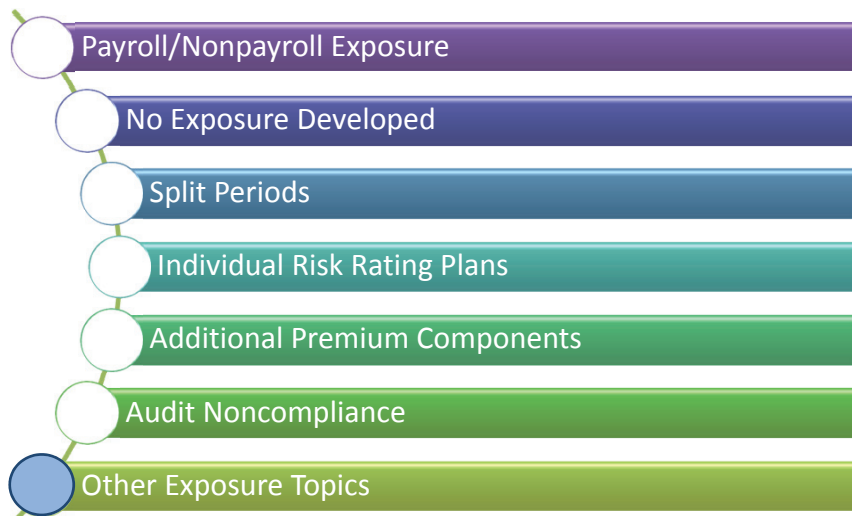 Payroll/Nonpayroll Exposure
No Exposure Developed
Split Periods
Individual Risk Rating Plans
Additional Premium Components
Audit Noncompliance
Other Exposure Topics